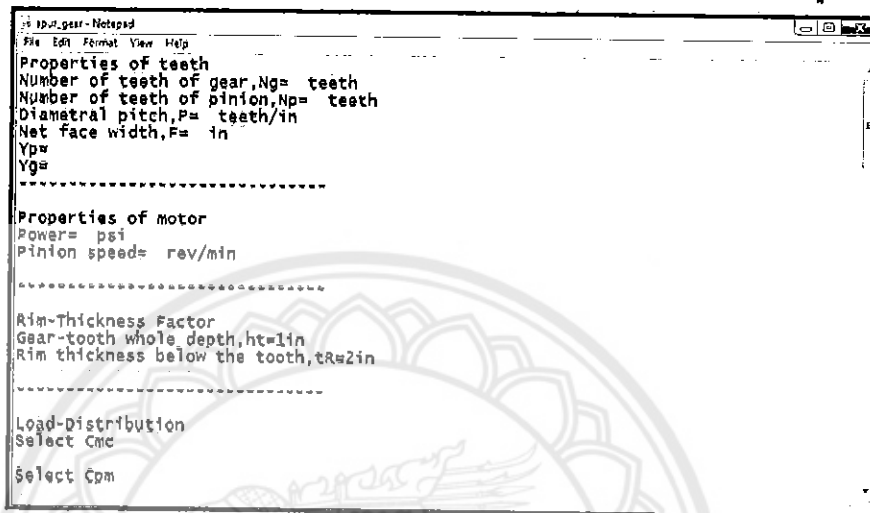 spur_gear - Notepad
File Edit Format View Help
Properties of teeth
Number of teeth of gear,Ng= teeth
Number of teeth of pinion,Np= teeth
Diametral pitch,P= teeth/in
Net face width,F= in
Yp=
Yg=
--------------------------------
Properties of motor
Power= psi
Pinion speed= rev/min
--------------------------------
Rim-Thickness Factor
Gear-tooth whole depth,ht=1in
Rim thickness below the tooth,tR=2in
--------------------------------
Load-Distribution
Select Cmc
Select Cpm